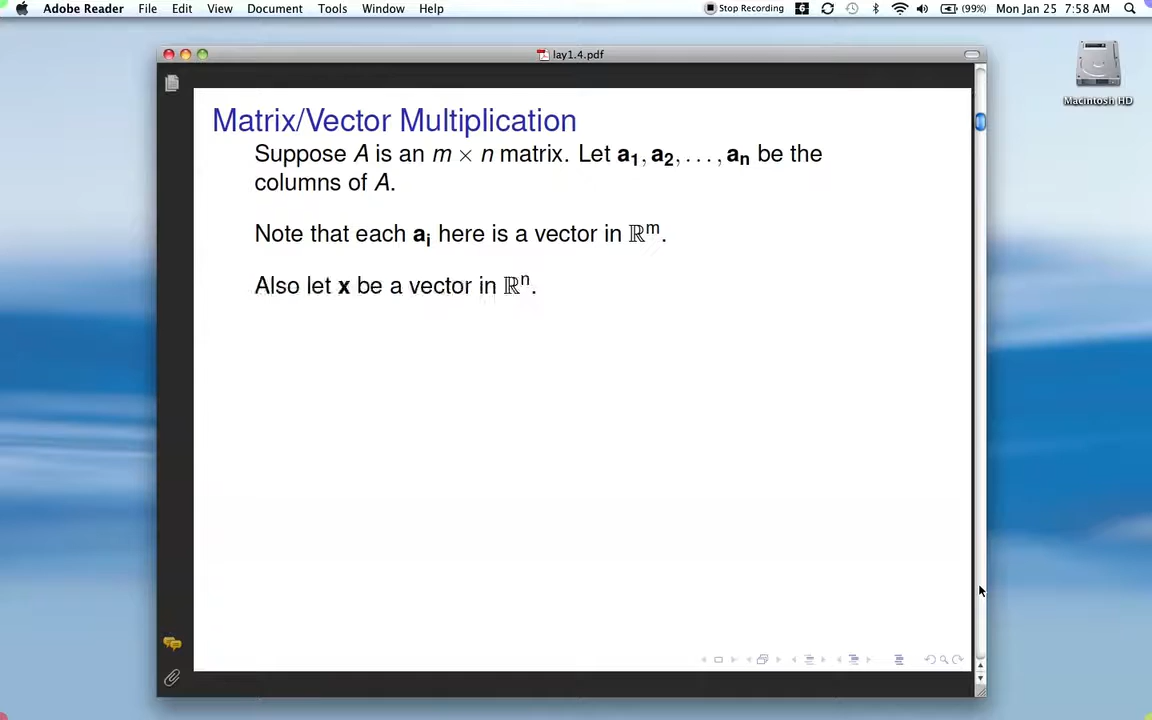 Adobe Reader File Edit View Document Tools Window Help Stop Recording (99%) Mon Jan 25 7:58 AM
lay1.4.pdf
Macintosh HD
Matrix/Vector Multiplication
Suppose A is an m × n matrix. Let a₁, a₂, . . . , aₙ be the
columns of A.
Note that each aᵢ here is a vector in ℝᵐ.
Also let x be a vector in ℝⁿ.